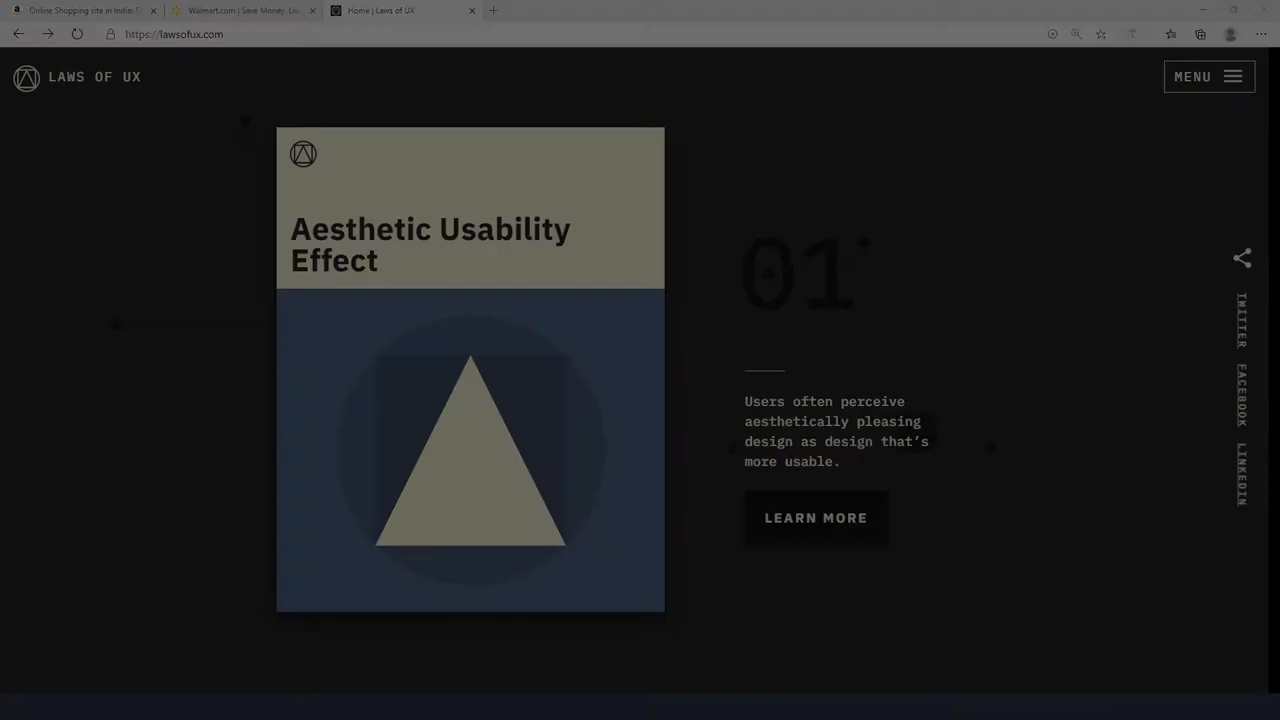 Online Shopping site in India: S
Walmart.com | Save Money. Liv
Home | Laws of UX
https://lawsofux.com
LAWS OF UX
MENU
Aesthetic Usability
Effect
01
Users often perceive
aesthetically pleasing
design as design that’s
more usable.
LEARN MORE
TWITTER
FACEBOOK
LINKEDIN